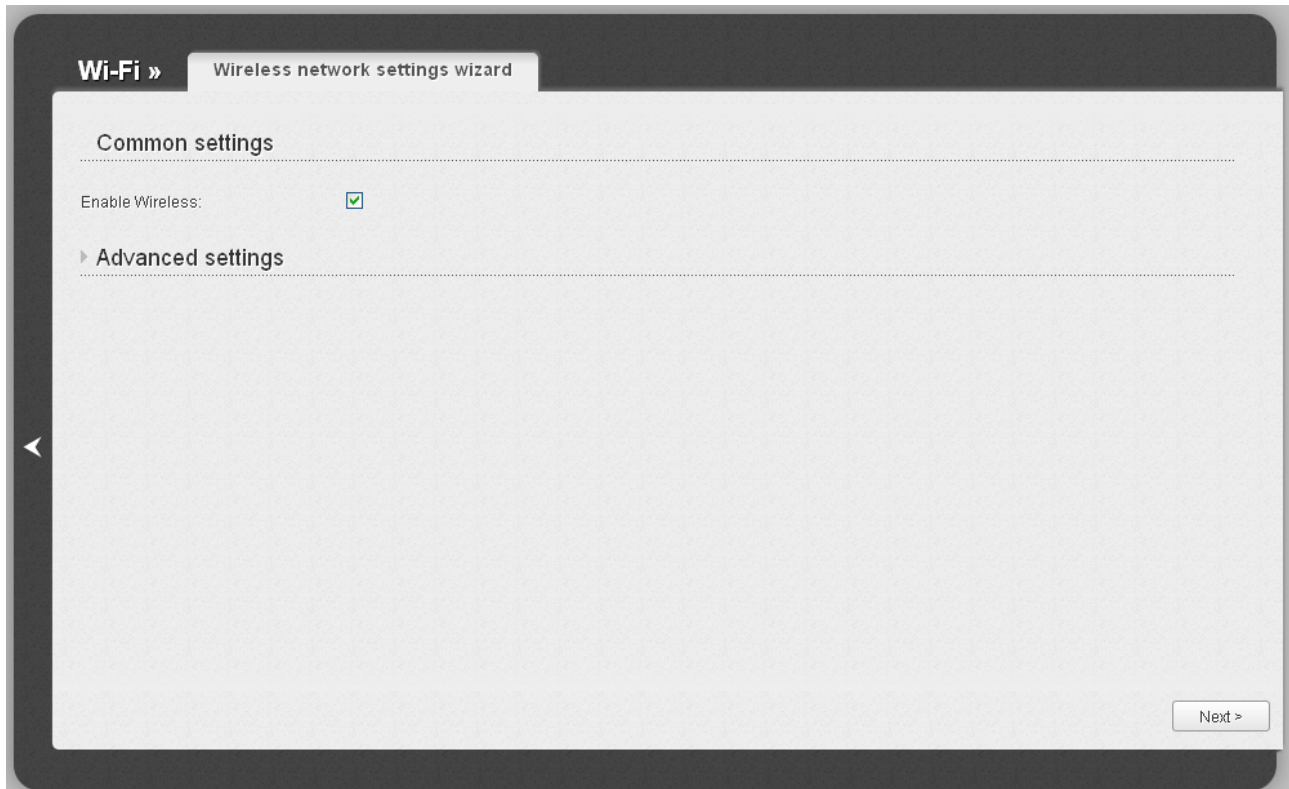 Wi-Fi »
Wireless network settings wizard
Common settings
Enable Wireless:
Advanced settings
Next >